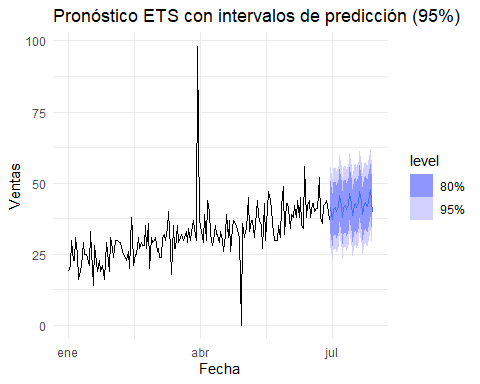 Pronóstico ETS con intervalos de predicción (95%)
100
75
50
25
0
Ventas
ene
abr
jul
Fecha
level
80%
95%